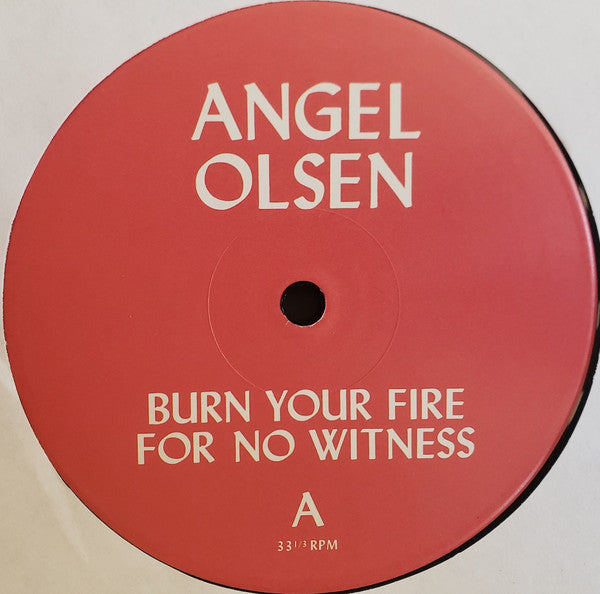 ANGEL
OLSEN
BURN YOUR FIRE
FOR NO WITNESS
A
33 1/3 RPM